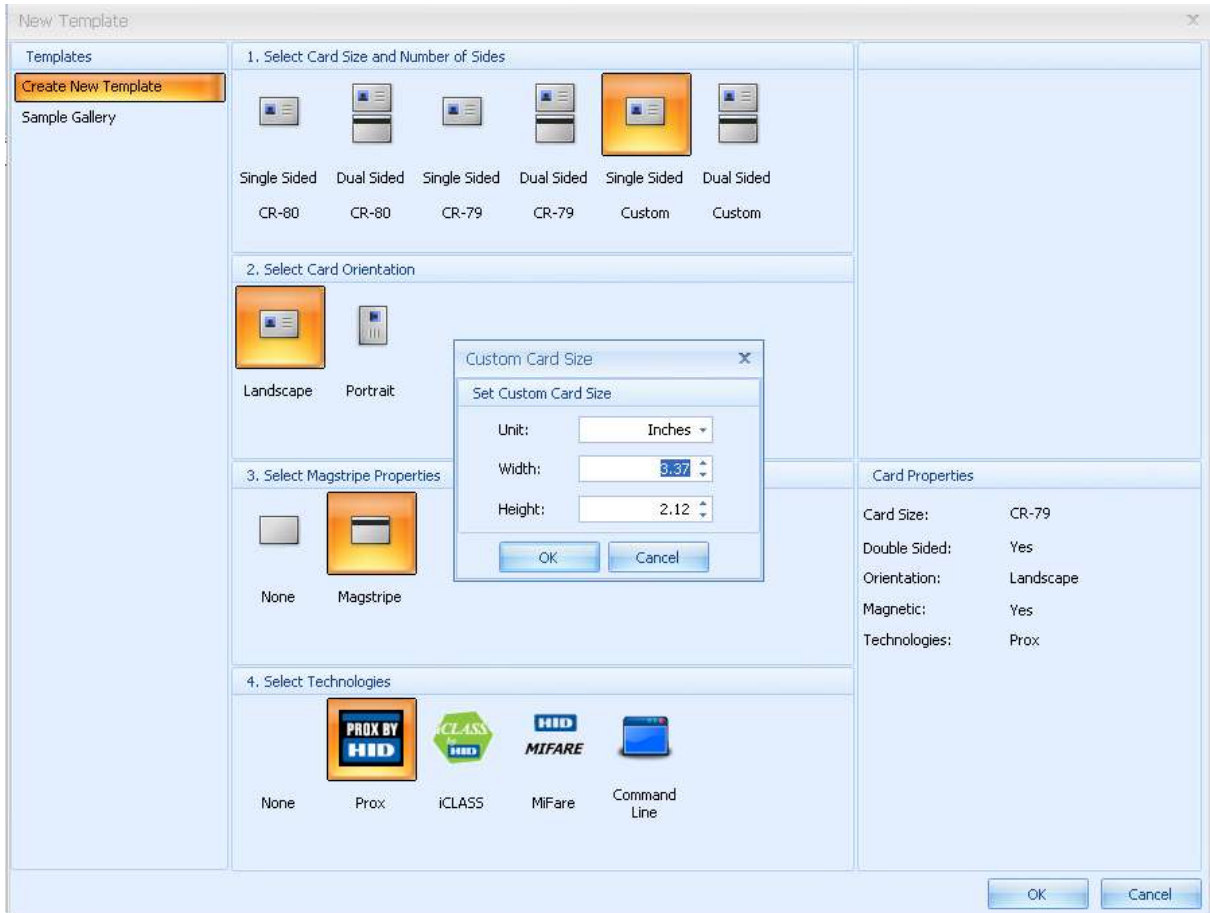 New Template
Templates
Create New Template
Sample Gallery
1. Select Card Size and Number of Sides
Single Sided Dual Sided Single Sided Dual Sided Single Sided Dual Sided
CR-80 CR-80 CR-79 CR-79 Custom Custom
2. Select Card Orientation
Landscape Portrait
Custom Card Size
Set Custom Card Size
Unit: Inches
Width: 3.37
Height: 2.12
OK Cancel
3. Select Magstripe Properties
None Magstripe
Card Properties
Card Size: CR-79
Double Sided: Yes
Orientation: Landscape
Magnetic: Yes
Technologies: Prox
4. Select Technologies
PROX BY
HID
iCLASS
by
HID
HID
MIFARE
None Prox iCLASS MiFare Command
Line
OK Cancel